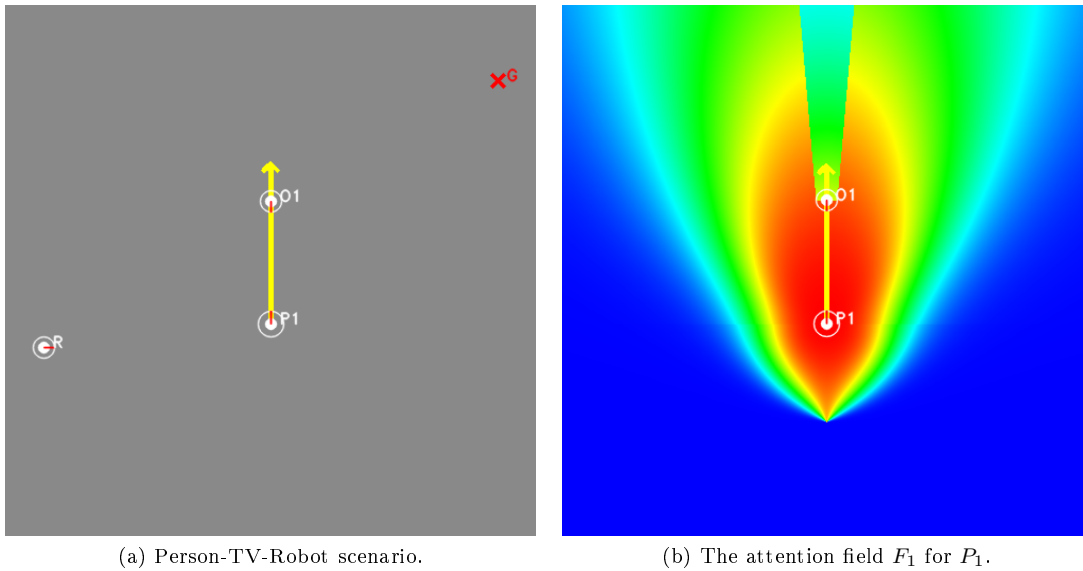 G
O1
O1
P1
P1
R
(a) Person-TV-Robot scenario.
(b) The attention field F₁ for P₁.